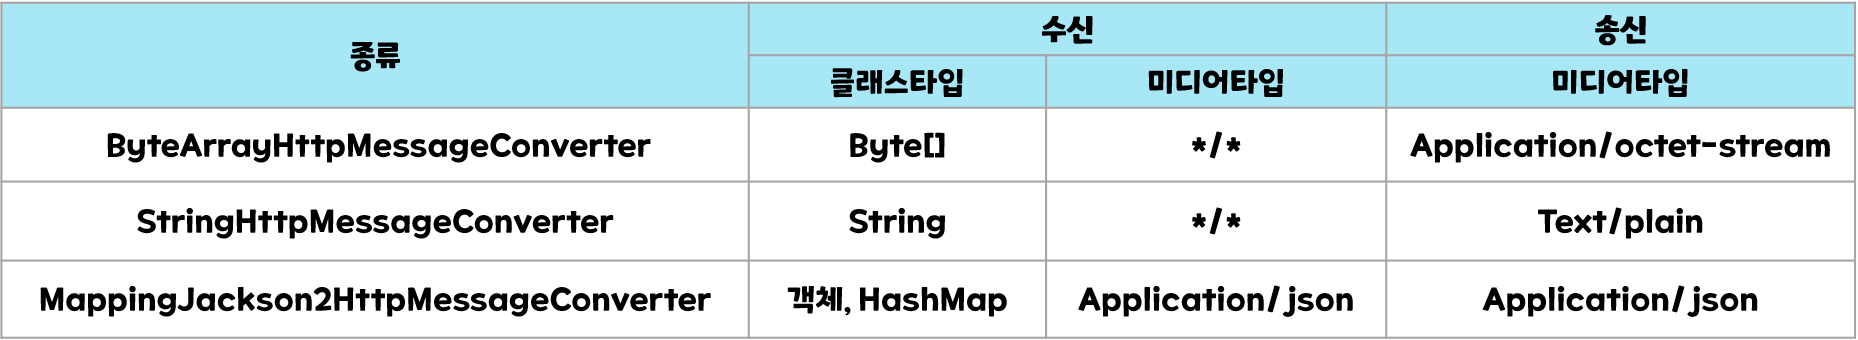 종류 수신 송신
클래스타입 미디어타입 미디어타입
ByteArrayHttpMessageConverter Byte[] */* Application/octet-stream
StringHttpMessageConverter String */* Text/plain
MappingJackson2HttpMessageConverter 객체, HashMap Application/json Application/json